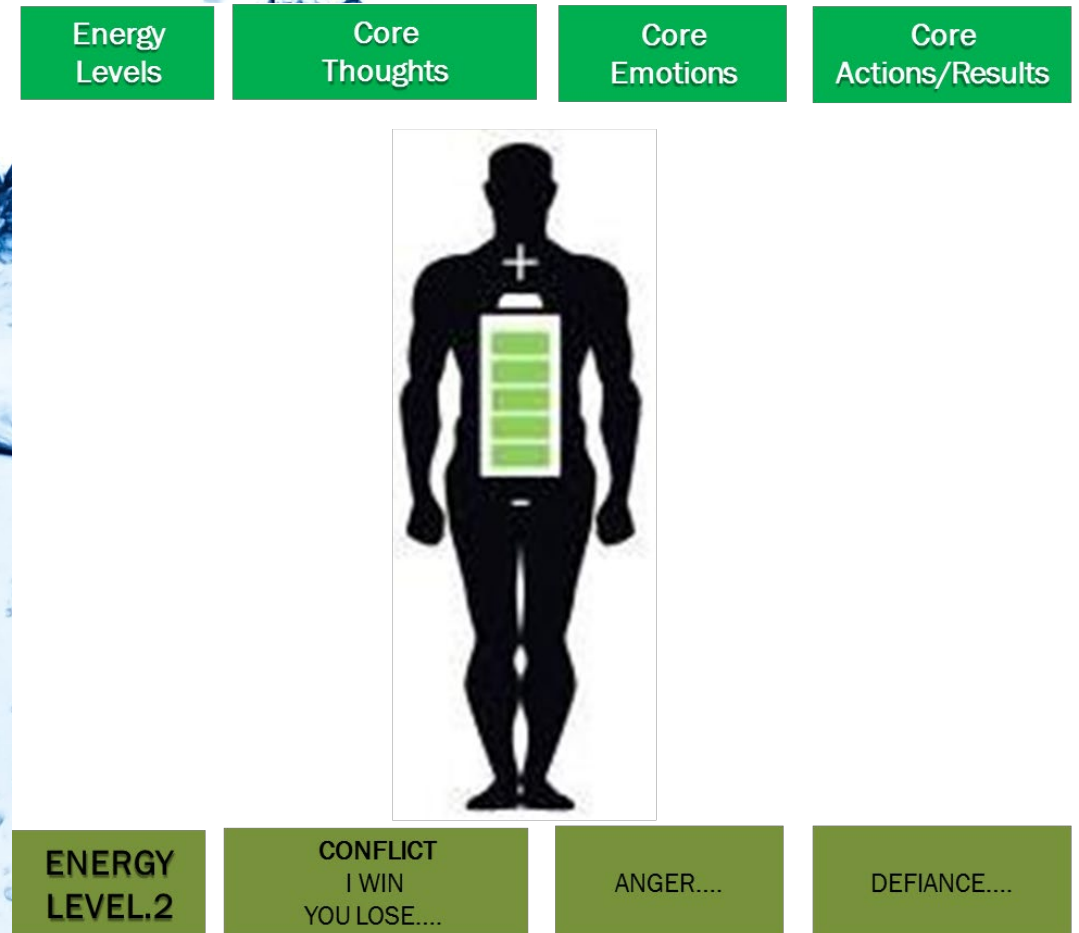 Energy
Levels
Core
Thoughts
Core
Emotions
Core
Actions/Results
+
-
ENERGY
LEVEL.2
CONFLICT
I WIN
YOU LOSE....
ANGER....
DEFIANCE....